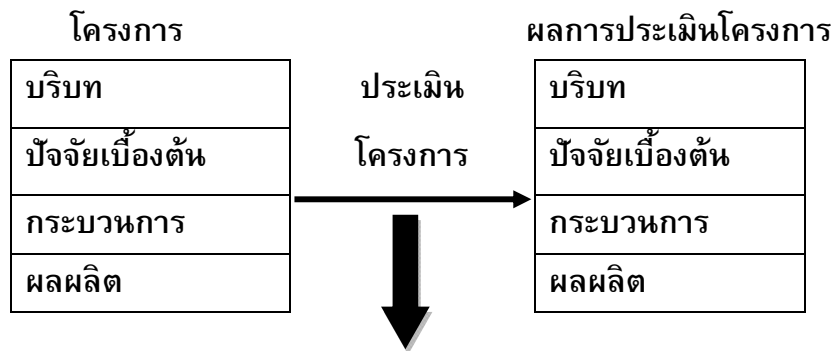 โครงการ
บริบท
ปัจจัยเบื้องต้น
กระบวนการ
ผลผลิต
ประเมิน
โครงการ
ผลการประเมินโครงการ
บริบท
ปัจจัยเบื้องต้น
กระบวนการ
ผลผลิต